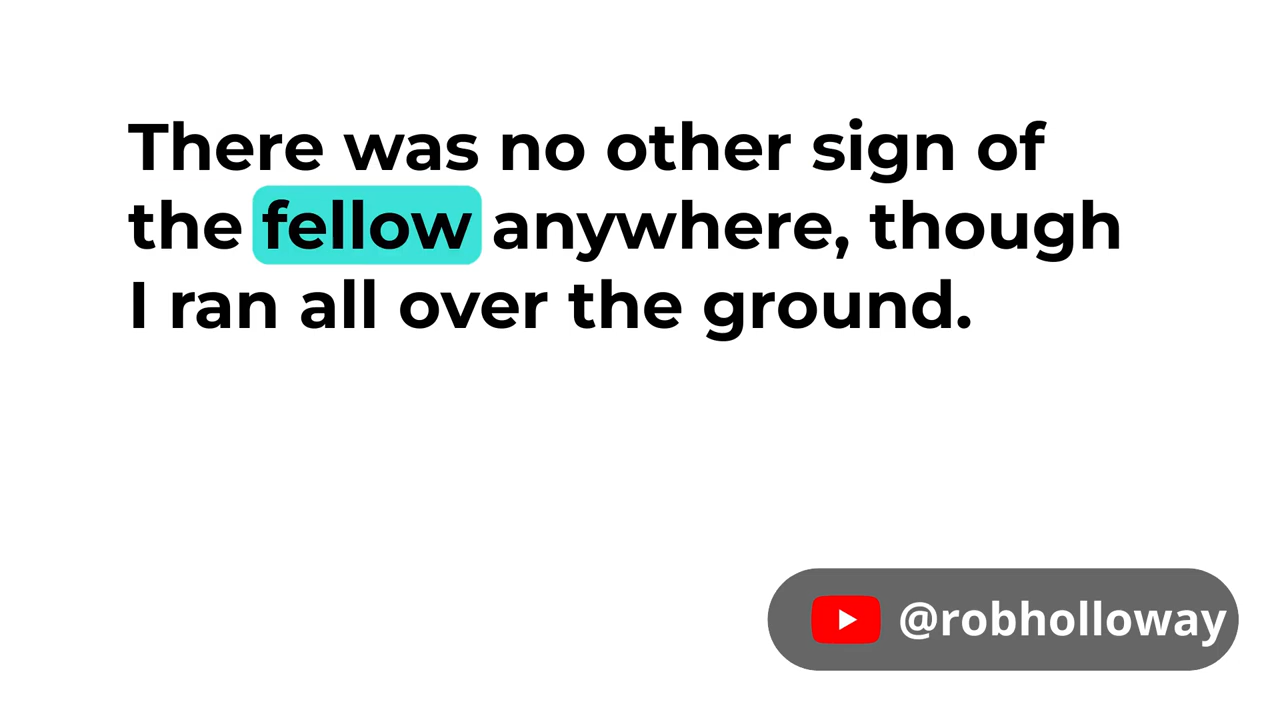 There was no other sign of
the fellow anywhere, though
I ran all over the ground.
@robholloway